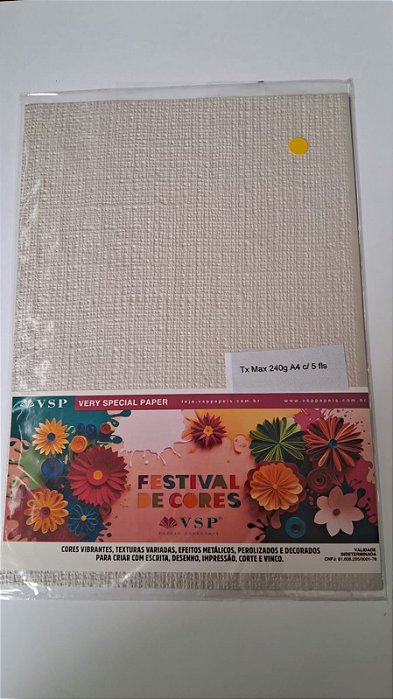 Tx Max 240g A4 c/ 5 fls
VSP VERY SPECIAL PAPER loja.vsppapeis.com.br www.vsppapeis.com.br
FESTIVAL
DE CORES
VSP
CORES VIBRANTES, TEXTURAS VARIADAS, EFEITOS METÁLICOS, PEROLIZADOS E DECORADOS
PARA CRIAR COM ESCRITA, DESENHO, IMPRESSÃO, CORTE E VINCO.
VALIDADE
INDETERMINADA